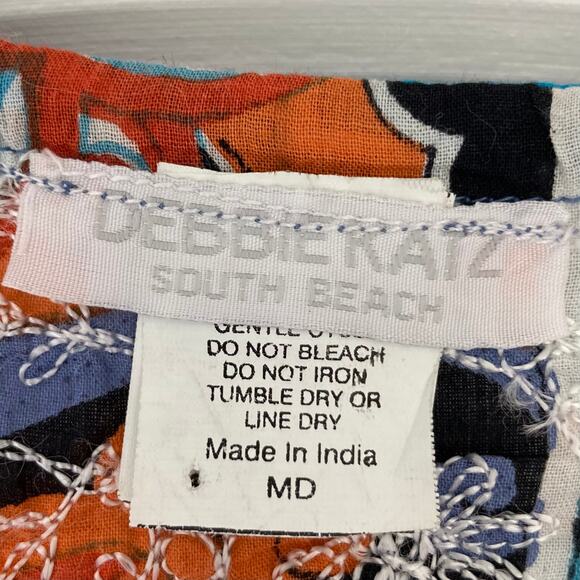 DEBBIE KATZ
SOUTH BEACH
GENTLE
DO NOT BLEACH
DO NOT IRON
TUMBLE DRY OR
LINE DRY
Made In India
MD